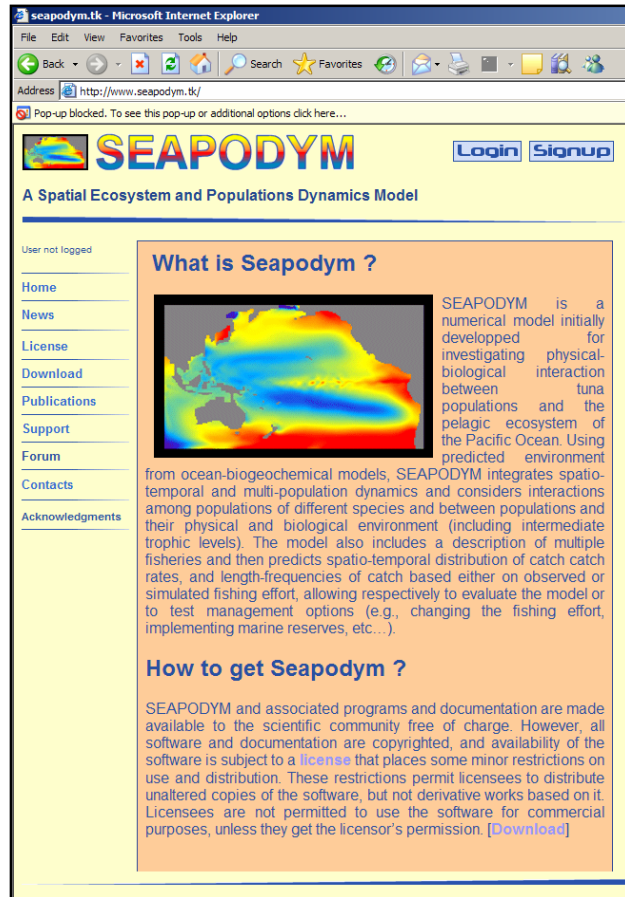 seapodym.tk - Microsoft Internet Explorer
File Edit View Favorites Tools Help
Back Search Favorites
Address http://www.seapodym.tk/
Pop-up blocked. To see this pop-up or additional options click here...
SEAPODYM
Login Signup
A Spatial Ecosystem and Populations Dynamics Model
User not logged
Home
News
License
Download
Publications
Support
Forum
Contacts
Acknowledgments
What is Seapodym ?
SEAPODYM is a
numerical model initially
developped for
investigating physical-
biological interaction
between tuna
populations and the
pelagic ecosystem of
the Pacific Ocean. Using
predicted environment
from ocean-biogeochemical models, SEAPODYM integrates spatio-
temporal and multi-population dynamics and considers interactions
among populations of different species and between populations and
their physical and biological environment (including intermediate
trophic levels). The model also includes a description of multiple
fisheries and then predicts spatio-temporal distribution of catch catch
rates, and length-frequencies of catch based either on observed or
simulated fishing effort, allowing respectively to evaluate the model or
to test management options (e.g., changing the fishing effort,
implementing marine reserves, etc…).
How to get Seapodym ?
SEAPODYM and associated programs and documentation are made
available to the scientific community free of charge. However, all
software and documentation are copyrighted, and availability of the
software is subject to a license that places some minor restrictions on
use and distribution. These restrictions permit licensees to distribute
unaltered copies of the software, but not derivative works based on it.
Licensees are not permitted to use the software for commercial
purposes, unless they get the licensor's permission. [Download]